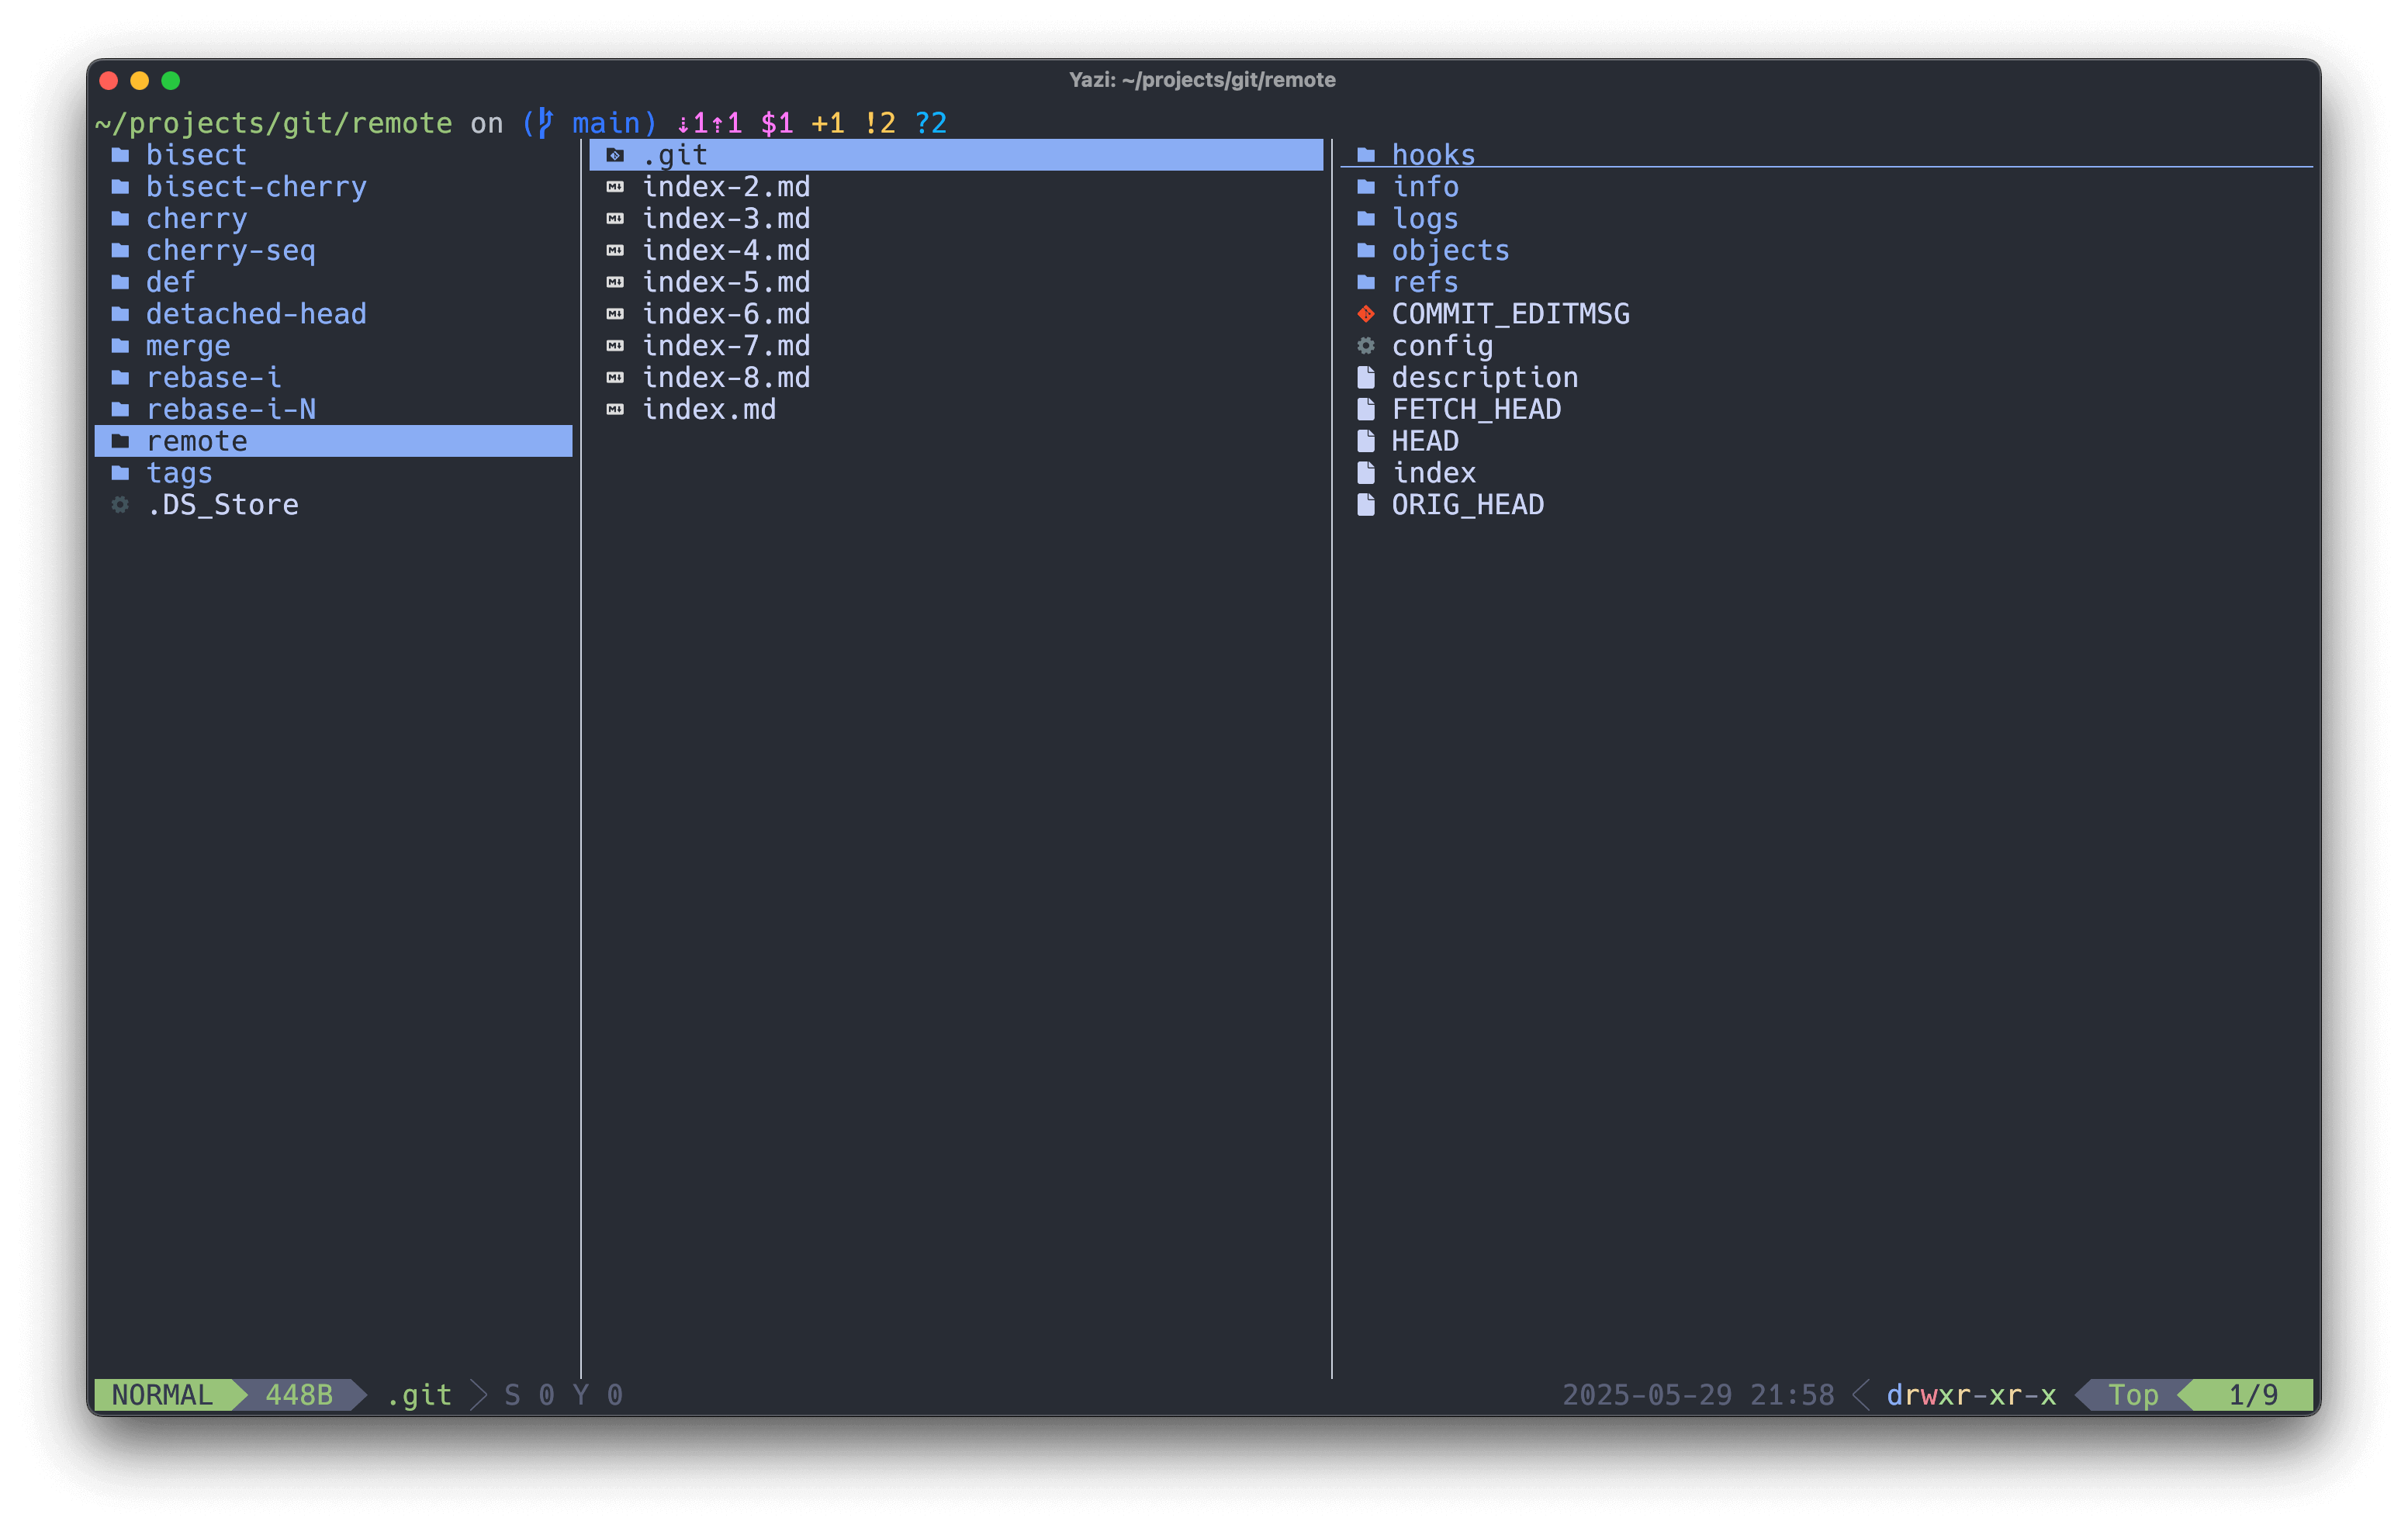 Yazi: ~/projects/git/remote
~/projects/git/remote on ( main) ⇣1⇡1 $1 +1 !2 ?2
bisect
bisect-cherry
cherry
cherry-seq
def
detached-head
merge
rebase-i
rebase-i-N
remote
tags
.DS_Store
.git
index-2.md
index-3.md
index-4.md
index-5.md
index-6.md
index-7.md
index-8.md
index.md
hooks
info
logs
objects
refs
COMMIT_EDITMSG
config
description
FETCH_HEAD
HEAD
index
ORIG_HEAD
NORMAL 448B .git S 0 Y 0 2025-05-29 21:58 drwxr-xr-x Top 1/9